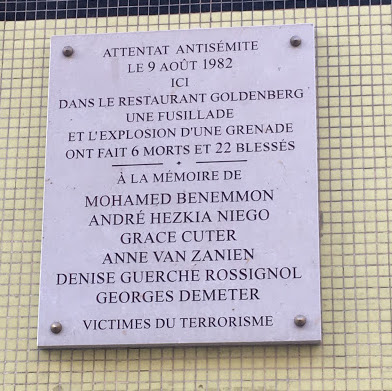 ATTENTAT ANTISÉMITE
LE 9 AOÛT 1982
ICI
DANS LE RESTAURANT GOLDENBERG
UNE FUSILLADE
ET L'EXPLOSION D'UNE GRENADE
ONT FAIT 6 MORTS ET 22 BLESSÉS
À LA MÉMOIRE DE
MOHAMED BENEMMON
ANDRÉ HEZKIA NIEGO
GRACE CUTER
ANNE VAN ZANIEN
DENISE GUERCHE ROSSIGNOL
GEORGES DEMETER
VICTIMES DU TERRORISME